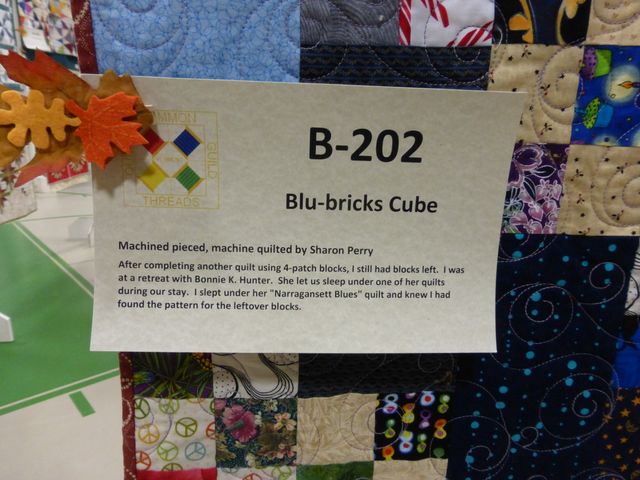 COMMON
GUILD
THREADS
B-202
Blu-bricks Cube
Machined pieced, machine quilted by Sharon Perry
After completing another quilt using 4-patch blocks, I still had blocks left.  I was
at a retreat with Bonnie K. Hunter.  She let us sleep under one of her quilts
during our stay.  I slept under her "Narragansett Blues" quilt and knew I had
found the pattern for the leftover blocks.